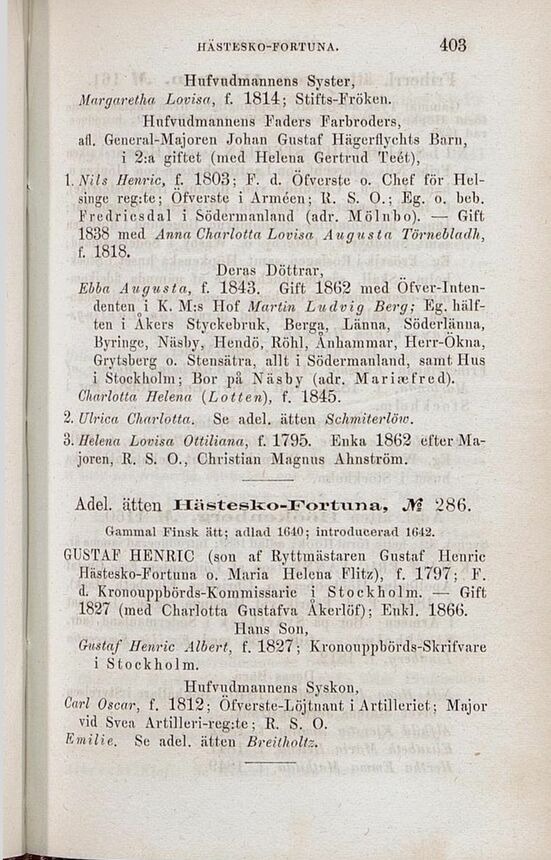 HÄSTESKO-FORTUNA. 403
Hufvudmannens Syster,
Margaretha Lovisa, f. 1814; Stifts-Fröken.
Hufvudmannens Faders Farbroders,
afl. General-Majoren Johan Gustaf Hägerflychts Barn,
i 2:a giftet (med Helena Gertrud Teét),
1. Nils Henric, f. 1803; F. d. Öfverste o. Chef för Hel-
singe reg:te; Öfverste i Arméen; R. S. O.; Eg. o. beb.
Fredricsdal i Södermanland (adr. Mölnbo). — Gift
1838 med Anna Charlotta Lovisa Augusta Törnebladh,
f. 1818.
Deras Döttrar,
Ebba Augusta, f. 1843. Gift 1862 med Öfver-Inten-
denten i K. M:s Hof Martin Ludvig Berg; Eg. hälf-
ten i Åkers Styckebruk, Berga, Länna, Söderlänna,
Byringe, Näsby, Hendö, Röhl, Ånhammar, Herr-Ökna,
Grytsberg o. Stensätra, allt i Södermanland, samt Hus
i Stockholm; Bor på Näsby (adr. Mariæfred).
Charlotta Helena (Lotten), f. 1845.
2. Ulrica Charlotta. Se adel. ätten Schmiterlöw.
3. Helena Lovisa Ottiliana, f. 1795. Enka 1862 efter Ma-
joren, R. S. O., Christian Magnus Ahnström.
Adel. ätten Hästesko-Fortuna, № 286.
Gammal Finsk ätt; adlad 1640; introducerad 1642.
GUSTAF HENRIC (son af Ryttmästaren Gustaf Henric
Hästesko-Fortuna o. Maria Helena Flitz), f. 1797; F.
d. Kronouppbörds-Kommissarie i Stockholm. — Gift
1827 (med Charlotta Gustafva Åkerlöf); Enkl. 1866.
Hans Son,
Gustaf Henric Albert, f. 1827; Kronouppbörds-Skrifvare
i Stockholm.
Hufvudmannens Syskon,
Carl Oscar, f. 1812; Öfverste-Löjtnant i Artilleriet; Major
vid Svea Artilleri-reg:te; R. S. O.
Emilie. Se adel. ätten Breitholtz.